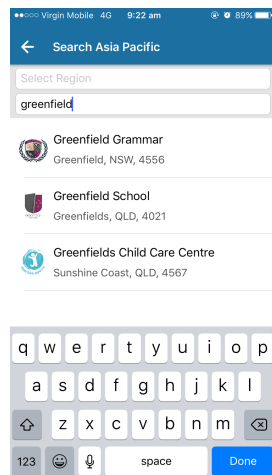 Virgin Mobile 4G 9:22 am 89%
Search Asia Pacific
Select Region
greenfield
Greenfield Grammar
Greenfield, NSW, 4556
Greenfield School
Greenfields, QLD, 4021
Greenfields Child Care Centre
Sunshine Coast, QLD, 4567
q w e r t y u i o p
a s d f g h j k l
z x c v b n m
123 space Done